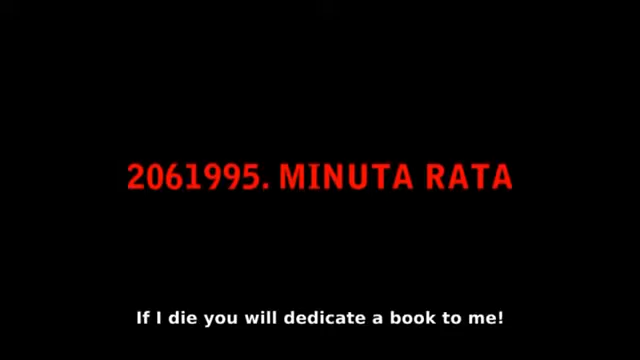 2061995. MINUTA RATA
If I die you will dedicate a book to me!